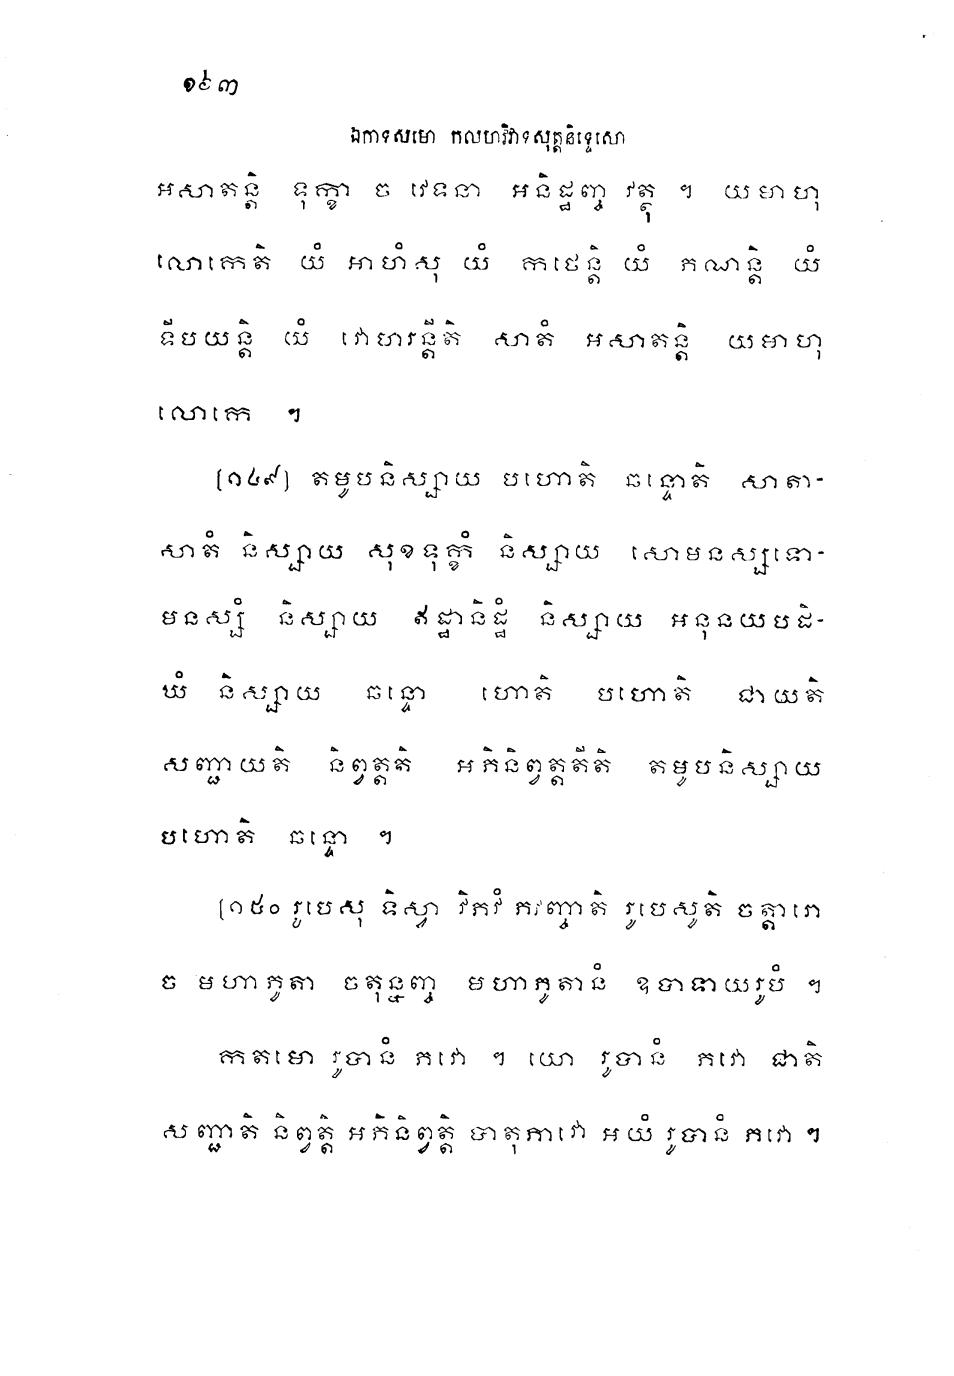 ១៩៣
ឯកាទសមោ កលហវិវាទសុត្តនិទ្ទេសោ
អសាតន្តិ ទុក្ខា ច វេទនា អនិដ្ឋញ្ច វត្ថុ ។ យមាហុ
លោកេតិ យំ អាហំសុ យំ កថេន្តិ យំ ភណន្តិ យំ
ទីបយន្តិ យំ វោហរន្តីតិ សាតំ អសាតន្តិ យមាហុ
លោកេ ។
[១៤៩] តមូបនិស្សាយ បហោតិ ឆន្ទោតិ សាតា-
សាតំ និស្សាយ សុខទុក្ខំ និស្សាយ សោមនស្សទោ-
មនស្សំ និស្សាយ ឥដ្ឋានិដ្ឋំ និស្សាយ អនុនយបដិ-
ឃំ និស្សាយ ឆន្ទោ ហោតិ បហោតិ ជាយតិ
សញ្ជាយតិ និព្វត្តតិ អភិនិព្វត្តតីតិ តមូបនិស្សាយ
បហោតិ ឆន្ទោ ។
[១៥០ រូបេសុ ទិស្វា វិភវំ ភវញ្ចាតិ រូបេសូតិ ចត្តារោ
ច មហាភូតា ចតុន្នញ្ច មហាភូតានំ ឧបាទាយរូបំ ។
កតមោ រូបានំ ភវោ ។ យោ រូបានំ ភវោ ជាតិ
សញ្ជាតិ និព្វត្តិ អភិនិព្វត្តិ បាតុភាវោ អយំ រូបានំ ភវោ ។